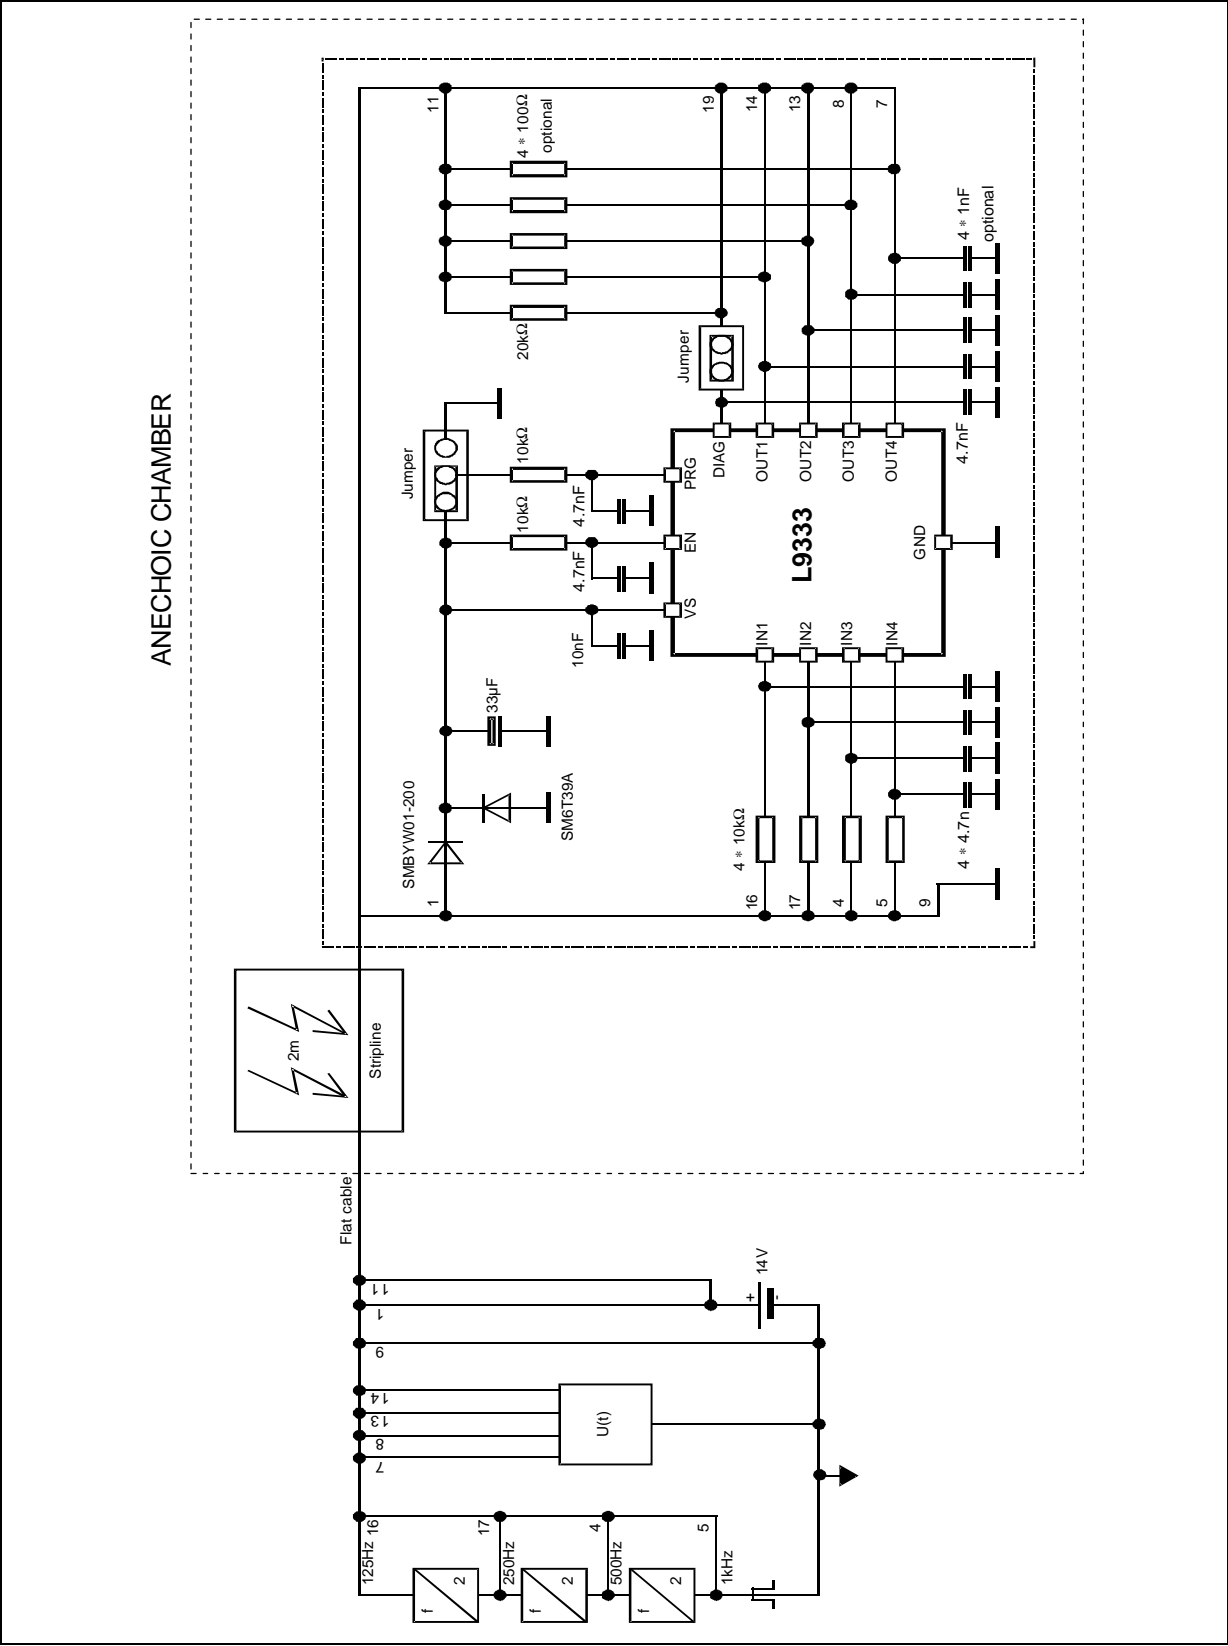 ANECHOIC CHAMBER
11
4 * 100Ω
optional
19
14
13
8
7
20kΩ
Jumper
4 * 1nF
optional
Jumper
10kΩ
10kΩ
4.7nF
4.7nF
10nF
33µF
SMBYW01-200
SM6T39A
1
PRG
EN
VS
DIAG
OUT1
OUT2
OUT3
OUT4
4.7nF
L9333
GND
IN1
IN2
IN3
IN4
4 * 10kΩ
4 * 4.7n
16
17
4
5
9
2m
Stripline
Flat cable
11
1
9
14
13
8
7
14V
+
-
U(t)
16
125Hz
17
250Hz
4
500Hz
5
1kHz
f
2
f
2
f
2